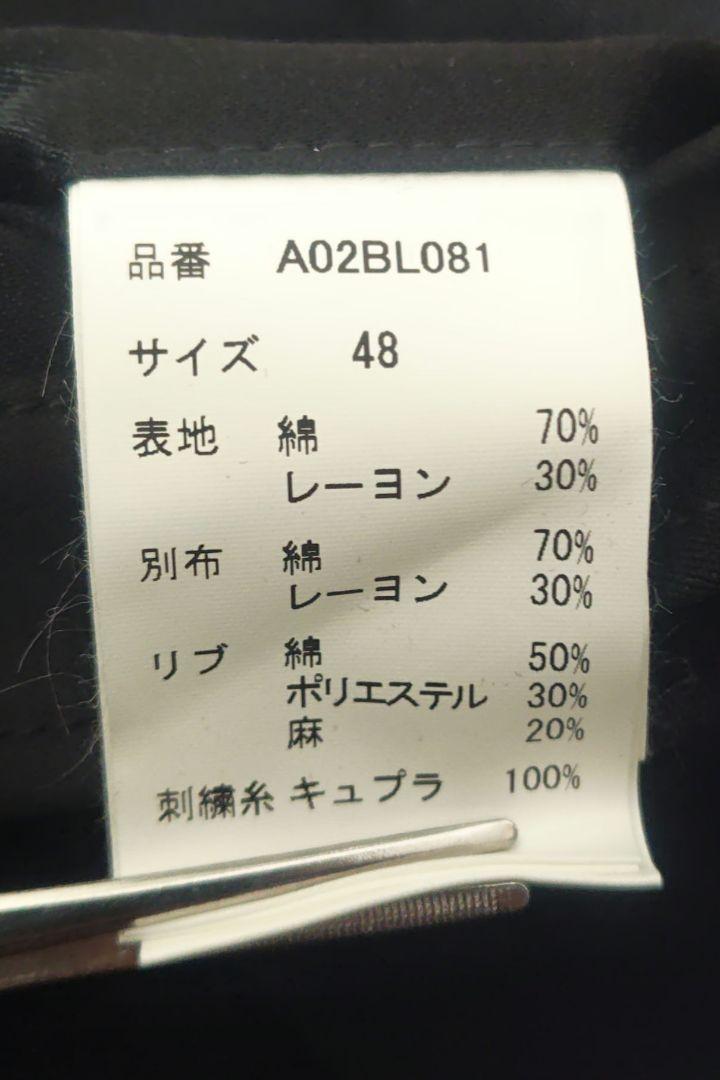 品番 A02BL081
サイズ 48
表地 綿 70%
レーヨン 30%
別布 綿 70%
レーヨン 30%
リブ 綿 50%
ポリエステル 30%
麻 20%
刺繍糸 キュプラ 100%